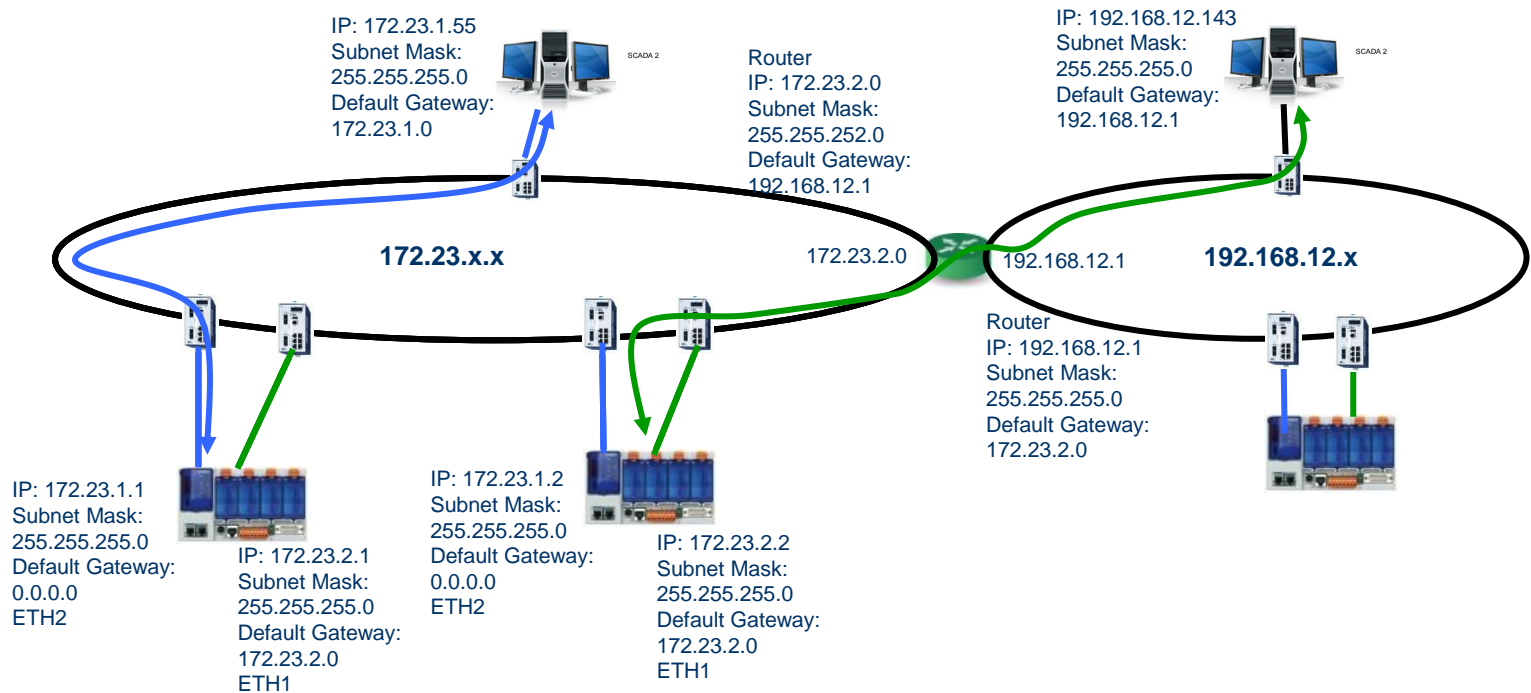 IP: 172.23.1.55
Subnet Mask:
255.255.255.0
Default Gateway:
172.23.1.0
SCADA 2
Router
IP: 172.23.2.0
Subnet Mask:
255.255.252.0
Default Gateway:
192.168.12.1
IP: 192.168.12.143
Subnet Mask:
255.255.255.0
Default Gateway:
192.168.12.1
SCADA 2
172.23.x.x
172.23.2.0
192.168.12.1
192.168.12.x
Router
IP: 192.168.12.1
Subnet Mask:
255.255.255.0
Default Gateway:
172.23.2.0
IP: 172.23.1.1
Subnet Mask:
255.255.255.0
Default Gateway:
0.0.0.0
ETH2
IP: 172.23.2.1
Subnet Mask:
255.255.255.0
Default Gateway:
172.23.2.0
ETH1
IP: 172.23.1.2
Subnet Mask:
255.255.255.0
Default Gateway:
0.0.0.0
ETH2
IP: 172.23.2.2
Subnet Mask:
255.255.255.0
Default Gateway:
172.23.2.0
ETH1